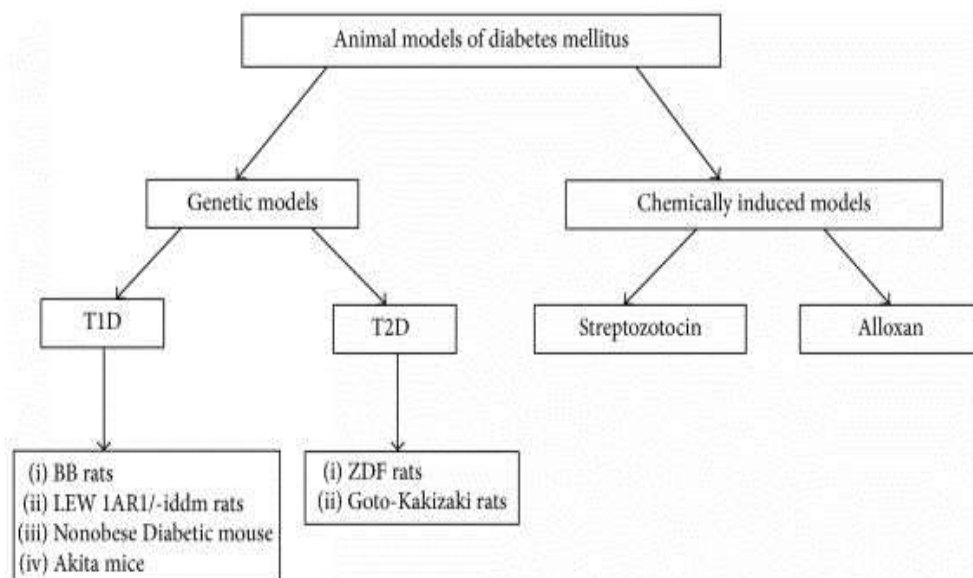 Animal models of diabetes mellitus
Genetic models
Chemically induced models
T1D
T2D
Streptozotocin
Alloxan
(i) BB rats
(ii) LEW 1AR1/-iddm rats
(iii) Nonobese Diabetic mouse
(iv) Akita mice
(i) ZDF rats
(ii) Goto-Kakizaki rats